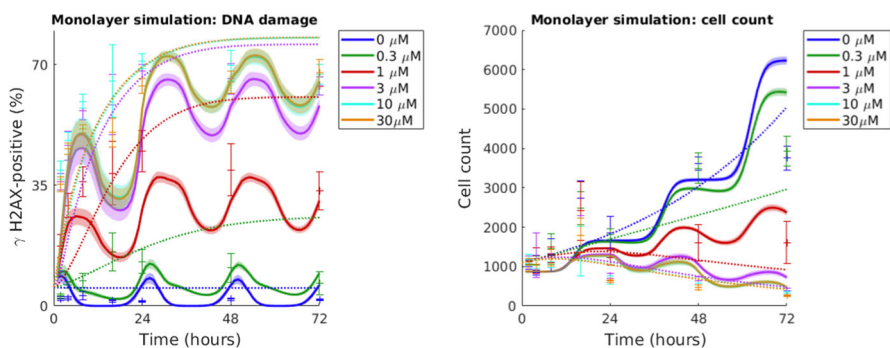 Monolayer simulation: DNA damage
γ H2AX-positive (%)
70
35
0
0
24
48
72
Time (hours)
0 μM
0.3 μM
1 μM
3 μM
10 μM
30μM
Monolayer simulation: cell count
Cell count
7000
6000
5000
4000
3000
2000
1000
0
0
24
48
72
Time (hours)
0 μM
0.3 μM
1 μM
3 μM
10 μM
30μM